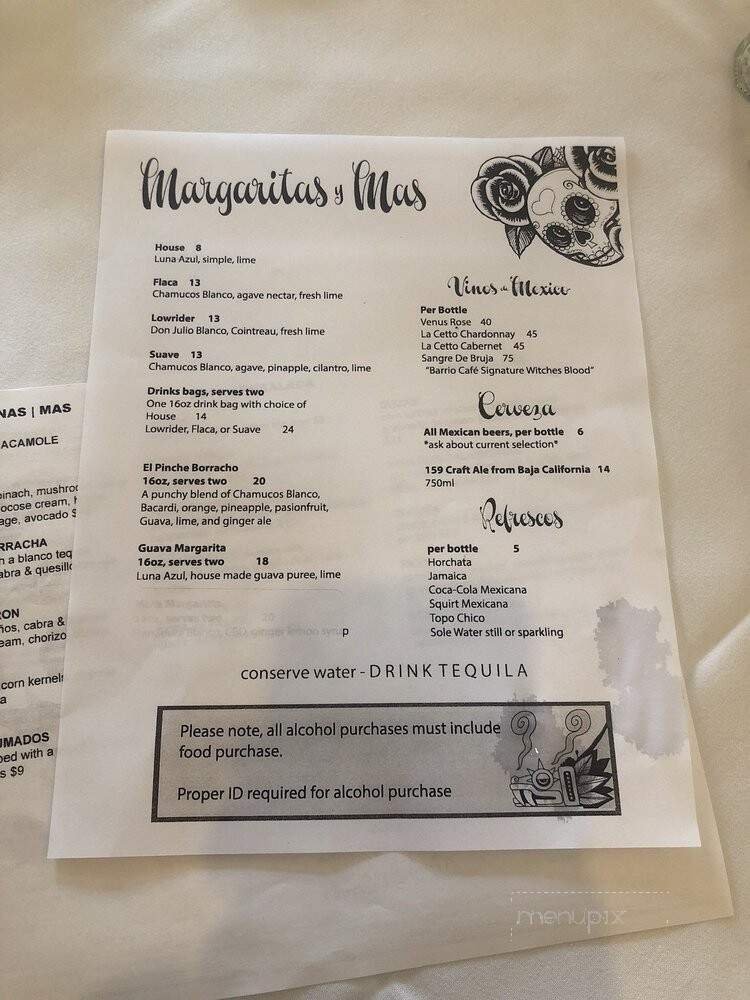 Margaritas y Mas
House 8
Luna Azul, simple, lime
Flaca 13
Chamucos Blanco, agave nectar, fresh lime
Lowrider 13
Don Julio Blanco, Cointreau, fresh lime
Suave 13
Chamucos Blanco, agave, pinapple, cilantro, lime
Drinks bags, serves two
One 16oz drink bag with choice of
House 14
Lowrider, Flaca, or Suave 24
El Pinche Borracho
16oz, serves two 20
A punchy blend of Chamucos Blanco,
Bacardi, orange, pineapple, pasionfruit,
Guava, lime, and ginger ale
Guava Margarita
16oz, serves two 18
Luna Azul, house made guava puree, lime
p
Vinos de Mexico
Per Bottle
Venus Rose 40
La Cetto Chardonnay 45
La Cetto Cabernet 45
Sangre De Bruja 75
"Barrio Café Signature Witches Blood"
Cerveza
All Mexican beers, per bottle 6
*ask about current selection*
159 Craft Ale from Baja California 14
750ml
Refrescos
per bottle 5
Horchata
Jamaica
Coca-Cola Mexicana
Squirt Mexicana
Topo Chico
Sole Water still or sparkling
conserve water - DRINK TEQUILA
Please note, all alcohol purchases must include
food purchase.
Proper ID required for alcohol purchase
NAS | MAS
ACAMOLE
inach, mushroo
ocose cream, h
age, avocado $
RRACHA
n a blanco teq
abra & quesillo
ON
ños, cabra &
eam, chorizo
corn kernels
a
UMADOS
ped with a
s $9
menupix